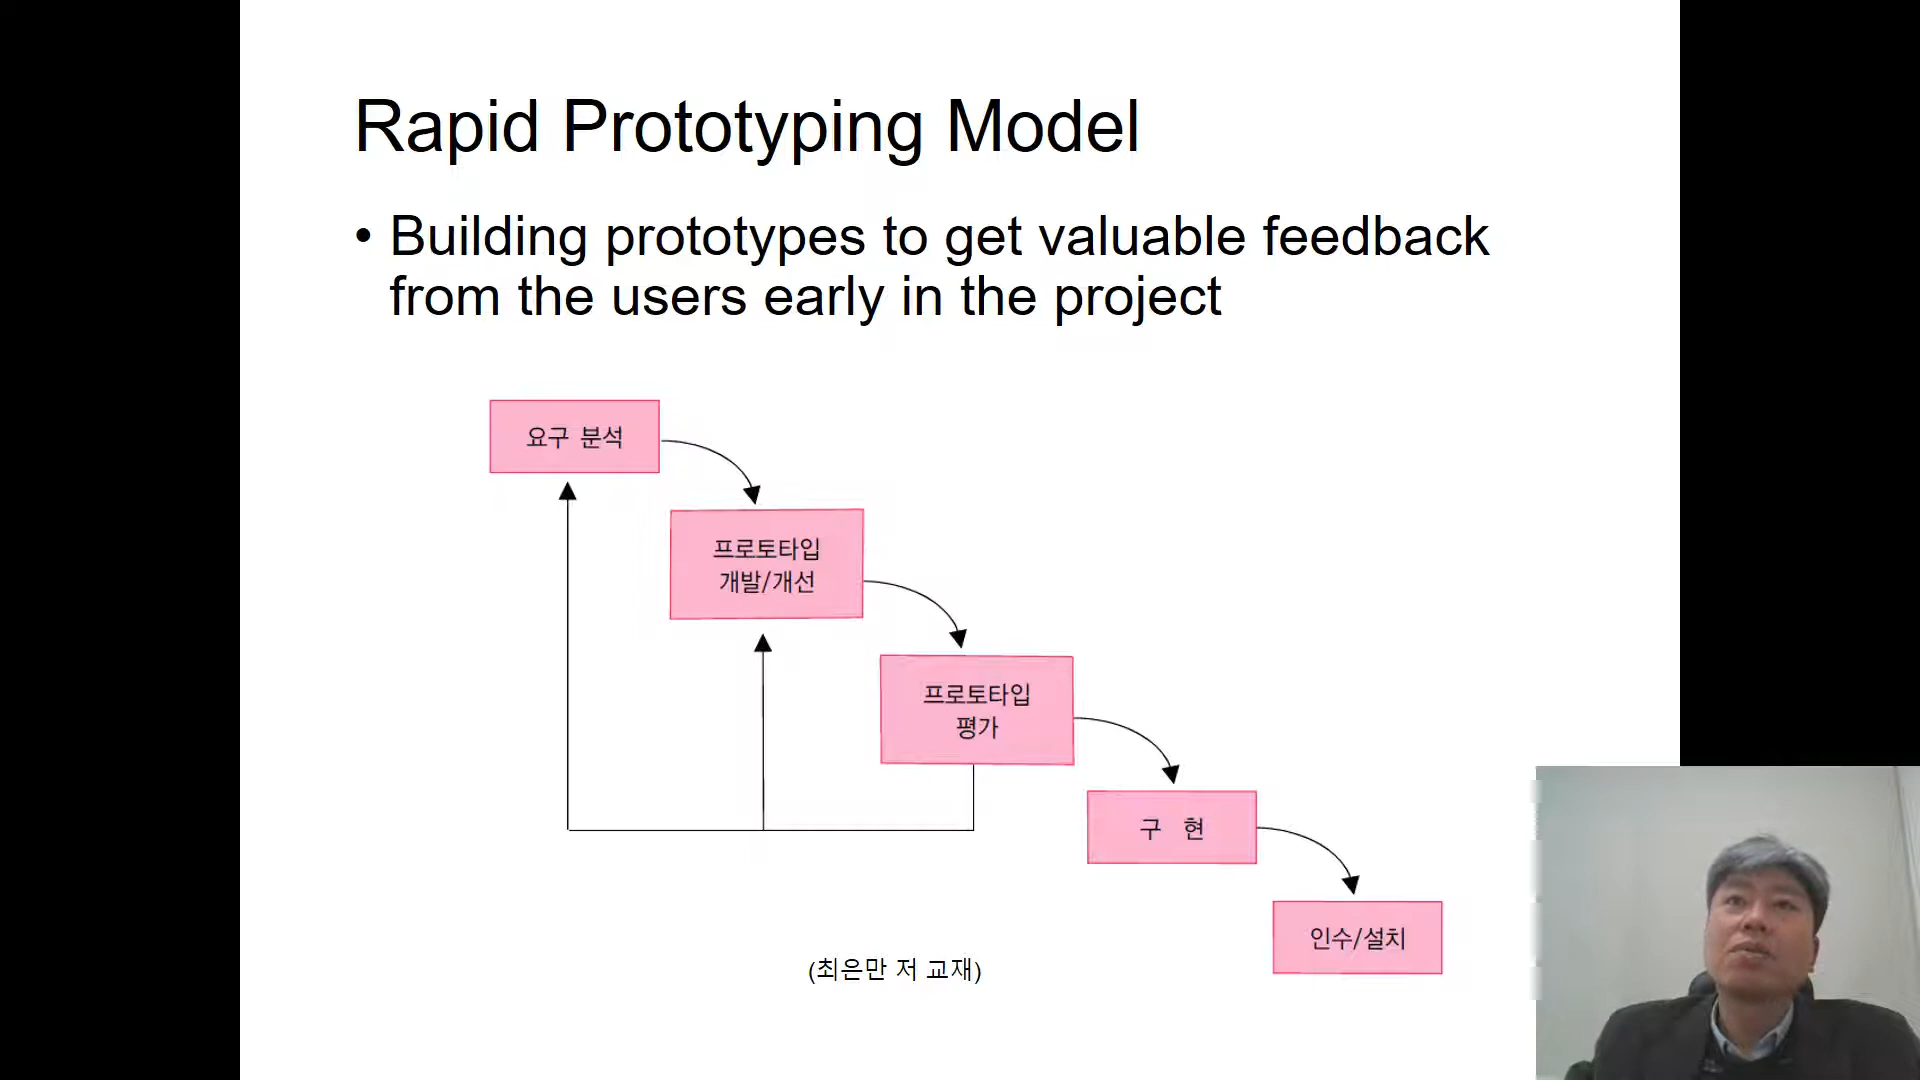 Rapid Prototyping Model
• Building prototypes to get valuable feedback
from the users early in the project
요구 분석
프로토타입
개발/개선
프로토타입
평가
구 현
인수/설치
(최은만 저 교재)